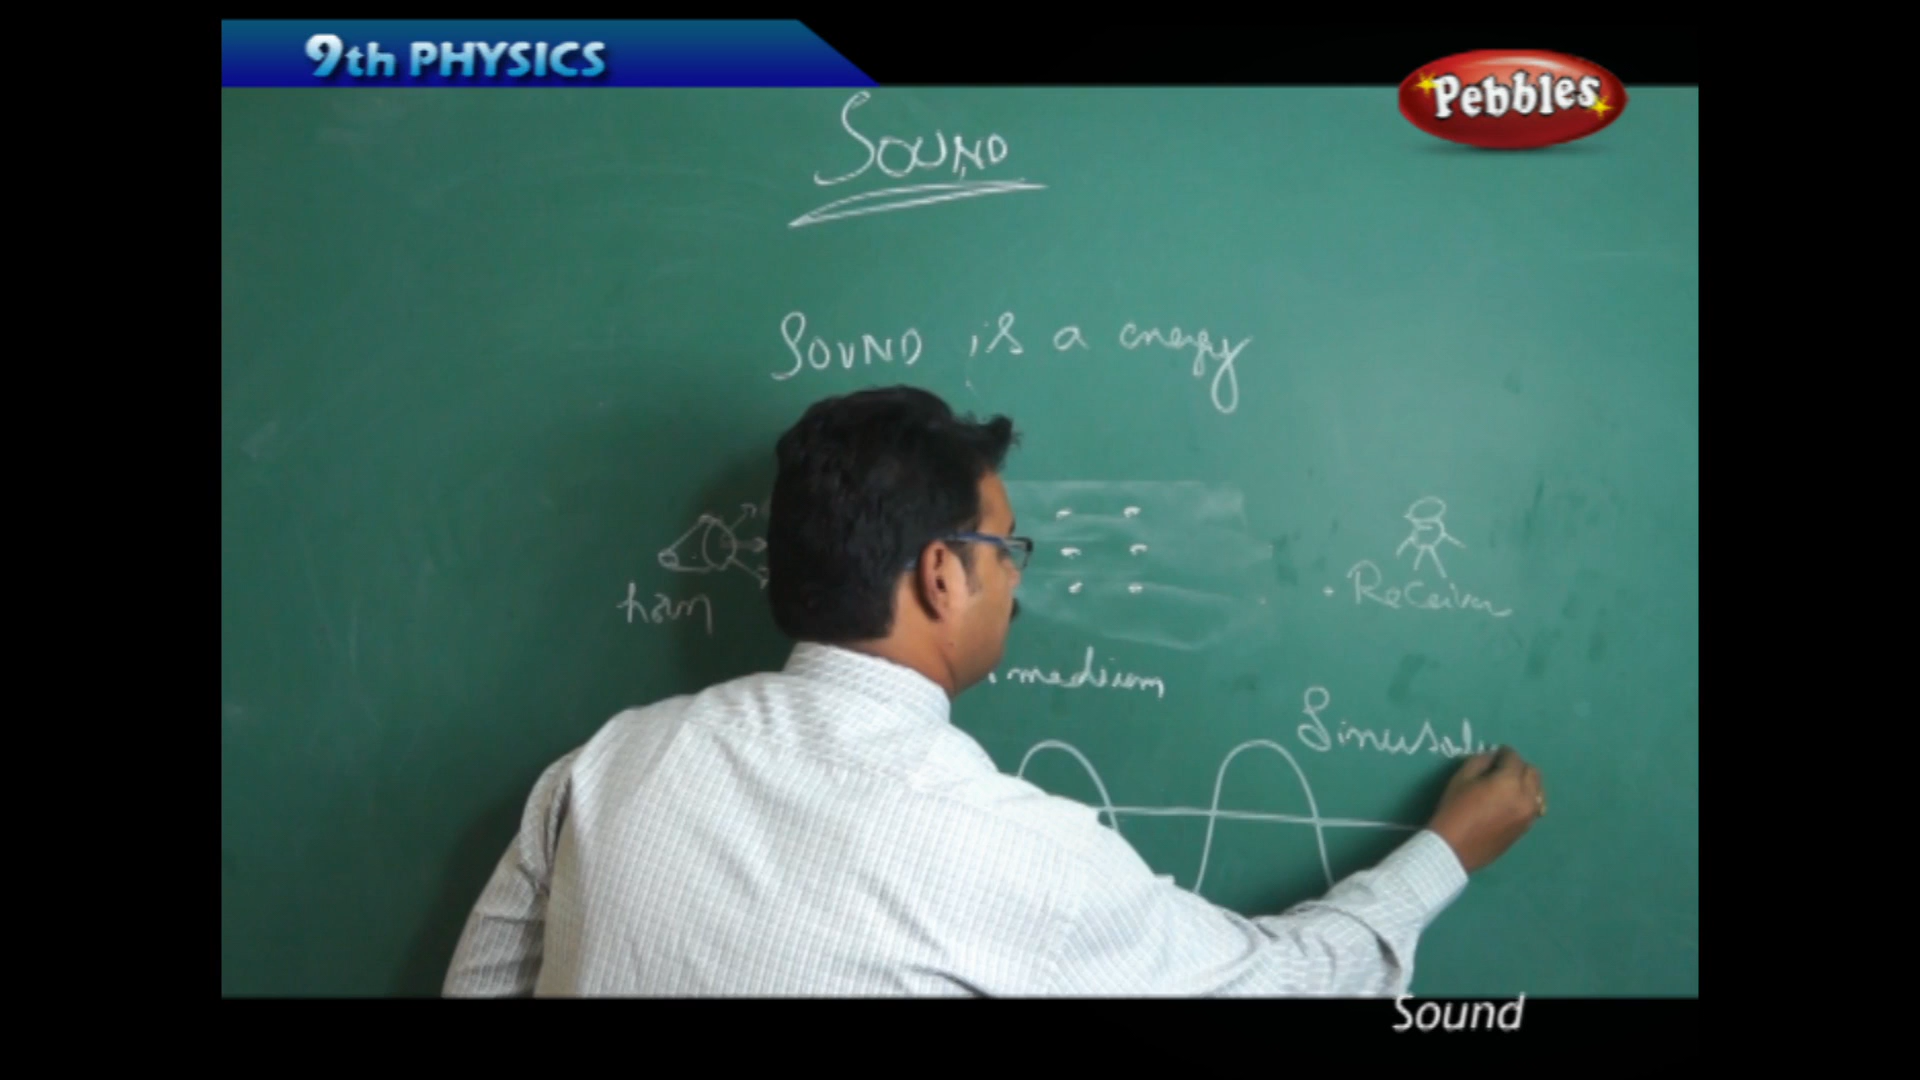 9th PHYSICS
Pebbles
SOUND
SOUND is a energy
horn
Receiver
medium
Sound